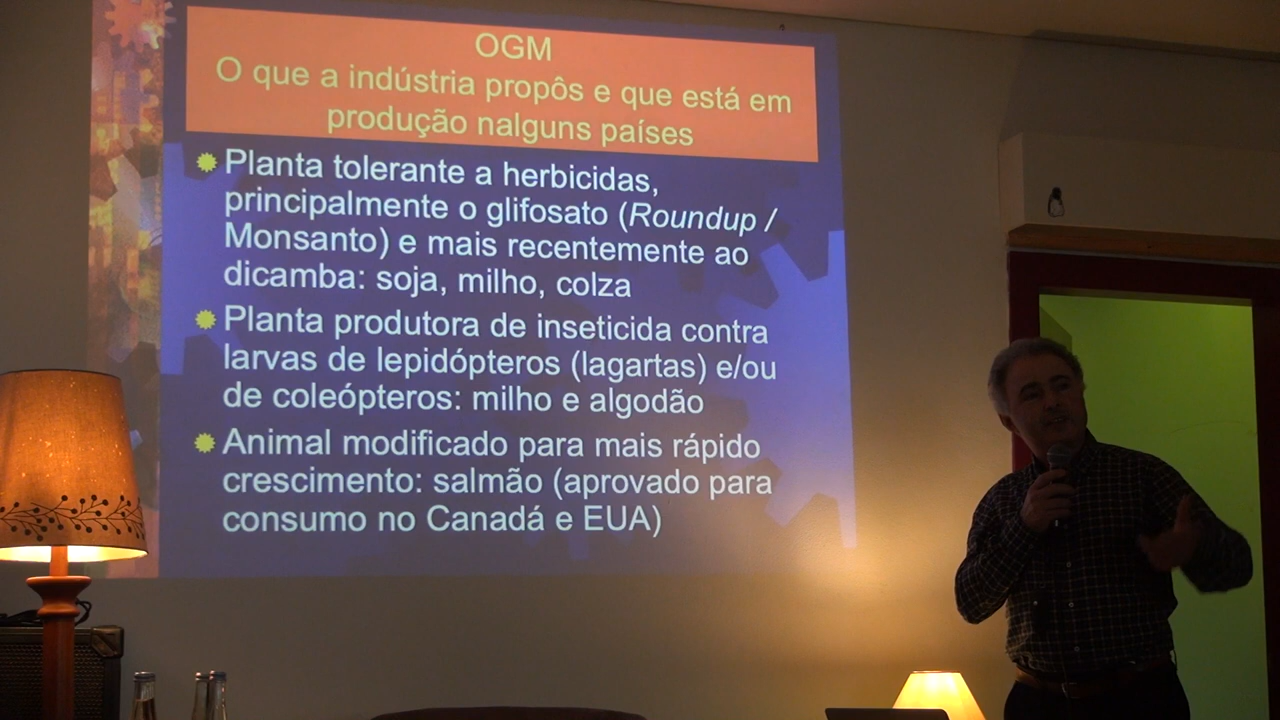 OGM
O que a indústria propôs e que está em
produção nalguns países
Planta tolerante a herbicidas,
principalmente o glifosato (Roundup /
Monsanto) e mais recentemente ao
dicamba: soja, milho, colza
Planta produtora de inseticida contra
larvas de lepidópteros (lagartas) e/ou
de coleópteros: milho e algodão
Animal modificado para mais rápido
crescimento: salmão (aprovado para
consumo no Canadá e EUA)